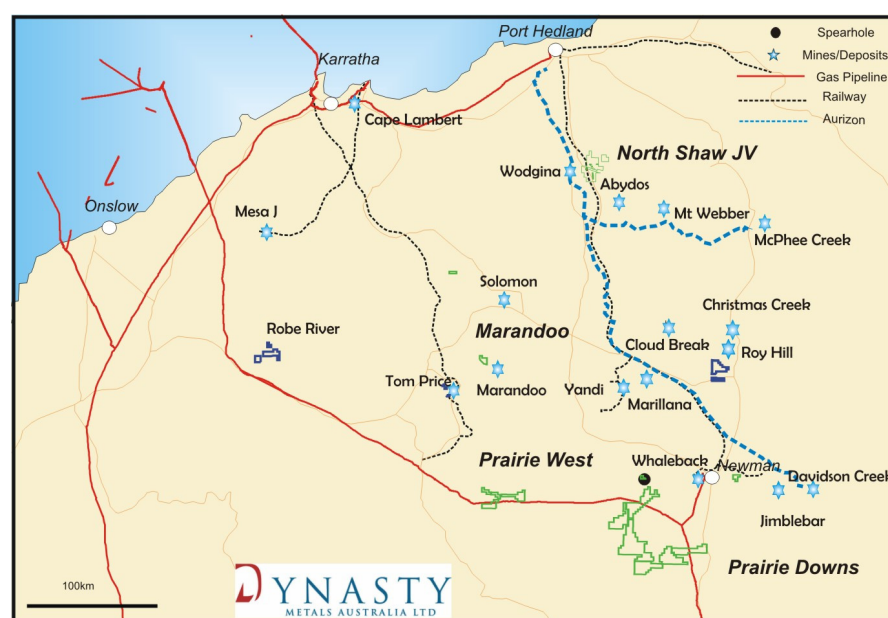 Port Hedland
Spearhole
Mines/Deposits
Gas Pipeline
Railway
Aurizon
Karratha
Cape Lambert
North Shaw JV
Wodgina
Abydos
Mt Webber
McPhee Creek
Onslow
Mesa J
Solomon
Christmas Creek
Marandoo
Cloud Break
Roy Hill
Robe River
Tom Price
Marandoo
Yandi
Marillana
Prairie West
Whaleback
Newman
Davidson Creek
Jimblebar
Prairie Downs
100km
DYNASTY
METALS AUSTRALIA LTD